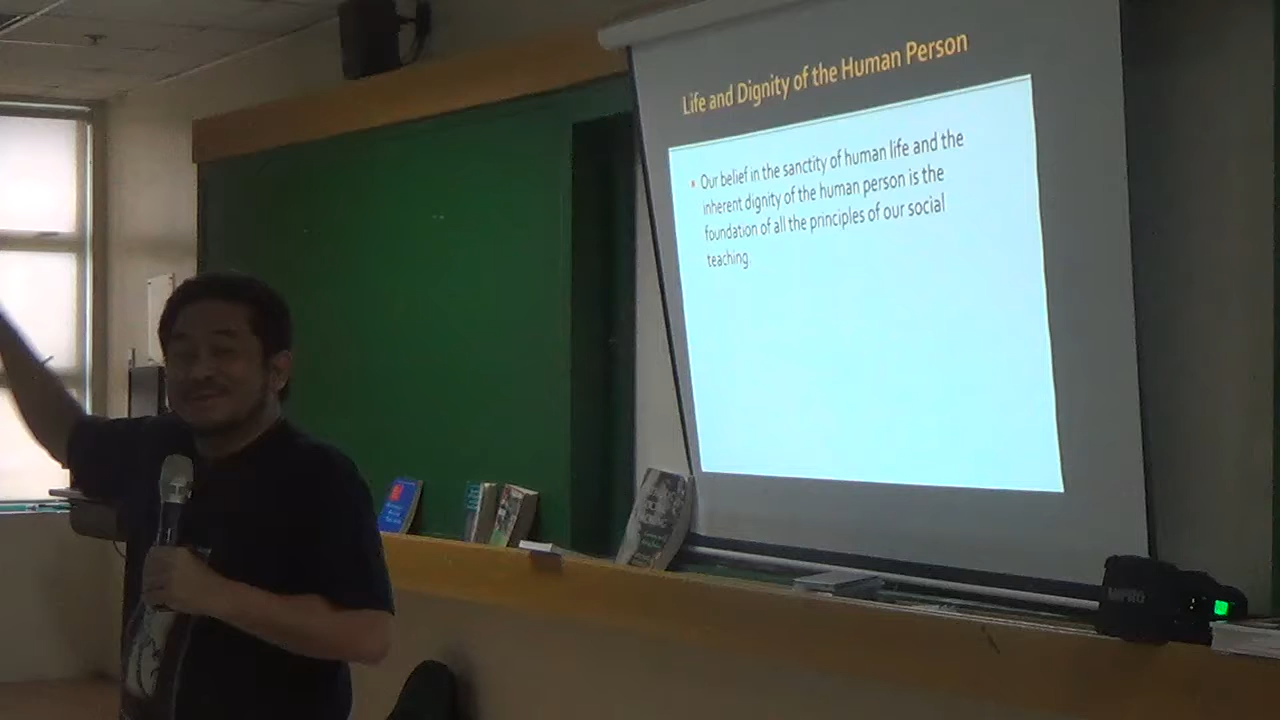 Life and Dignity of the Human Person
• Our belief in the sanctity of human life and the
inherent dignity of the human person is the
foundation of all the principles of our social
teaching.
MIPRO